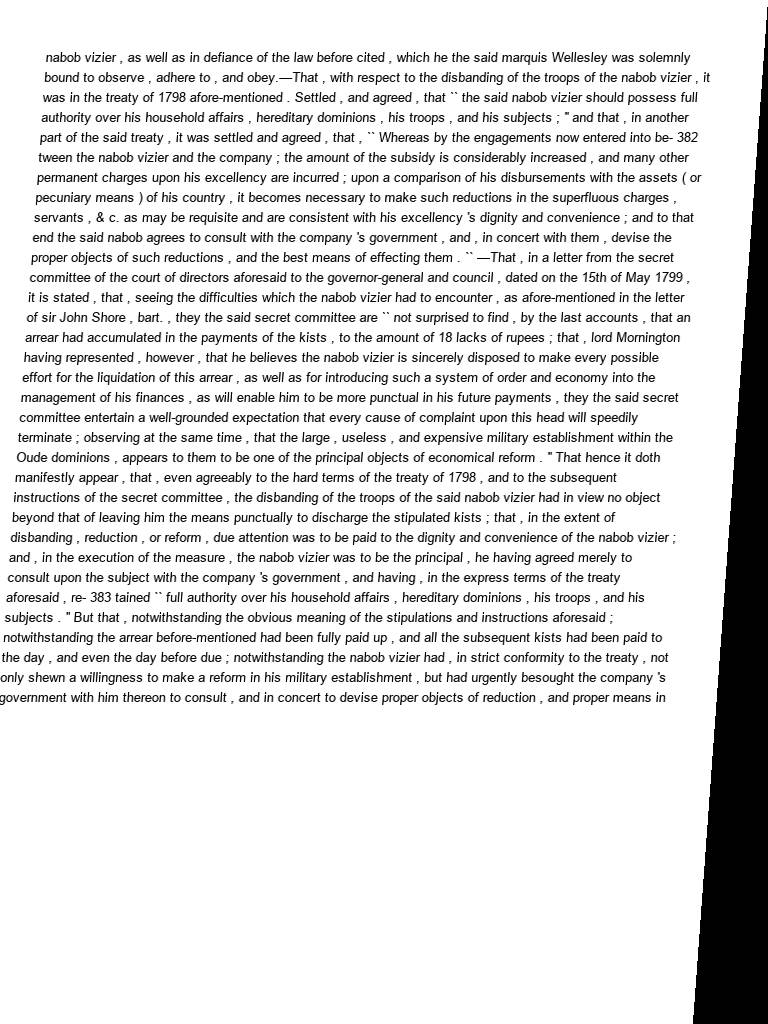 nabob vizier , as well as in defiance of the law before cited , which he the said marquis Wellesley was solemnly
bound to observe , adhere to , and obey.—That , with respect to the disbanding of the troops of the nabob vizier , it
was in the treaty of 1798 afore-mentioned . Settled , and agreed , that `` the said nabob vizier should possess full
authority over his household affairs , hereditary dominions , his troops , and his subjects ; '' and that , in another
part of the said treaty , it was settled and agreed , that , `` Whereas by the engagements now entered into be- 382
tween the nabob vizier and the company ; the amount of the subsidy is considerably increased , and many other
permanent charges upon his excellency are incurred ; upon a comparison of his disbursements with the assets ( or
pecuniary means ) of his country , it becomes necessary to make such reductions in the superfluous charges ,
servants , & c. as may be requisite and are consistent with his excellency 's dignity and convenience ; and to that
end the said nabob agrees to consult with the company 's government , and , in concert with them , devise the
proper objects of such reductions , and the best means of effecting them . `` —That , in a letter from the secret
committee of the court of directors aforesaid to the governor-general and council , dated on the 15th of May 1799 ,
it is stated , that , seeing the difficulties which the nabob vizier had to encounter , as afore-mentioned in the letter
of sir John Shore , bart. , they the said secret committee are `` not surprised to find , by the last accounts , that an
arrear had accumulated in the payments of the kists , to the amount of 18 lacks of rupees ; that , lord Mornington
having represented , however , that he believes the nabob vizier is sincerely disposed to make every possible
effort for the liquidation of this arrear , as well as for introducing such a system of order and economy into the
management of his finances , as will enable him to be more punctual in his future payments , they the said secret
committee entertain a well-grounded expectation that every cause of complaint upon this head will speedily
terminate ; observing at the same time , that the large , useless , and expensive military establishment within the
Oude dominions , appears to them to be one of the principal objects of economical reform . '' That hence it doth
manifestly appear , that , even agreeably to the hard terms of the treaty of 1798 , and to the subsequent
instructions of the secret committee , the disbanding of the troops of the said nabob vizier had in view no object
beyond that of leaving him the means punctually to discharge the stipulated kists ; that , in the extent of
disbanding , reduction , or reform , due attention was to be paid to the dignity and convenience of the nabob vizier ;
and , in the execution of the measure , the nabob vizier was to be the principal , he having agreed merely to
consult upon the subject with the company 's government , and having , in the express terms of the treaty
aforesaid , re- 383 tained `` full authority over his household affairs , hereditary dominions , his troops , and his
subjects . '' But that , notwithstanding the obvious meaning of the stipulations and instructions aforesaid ;
notwithstanding the arrear before-mentioned had been fully paid up , and all the subsequent kists had been paid to
the day , and even the day before due ; notwithstanding the nabob vizier had , in strict conformity to the treaty , not
only shewn a willingness to make a reform in his military establishment , but had urgently besought the company 's
government with him thereon to consult , and in concert to devise proper objects of reduction , and proper means in